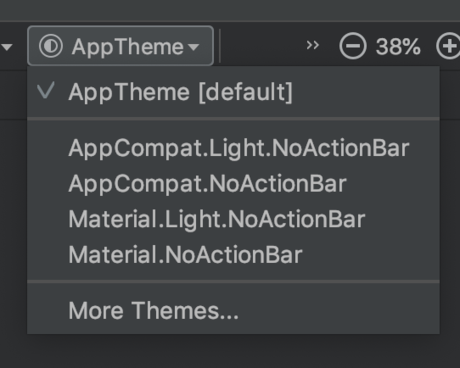 AppTheme
38%
AppTheme [default]
AppCompat.Light.NoActionBar
AppCompat.NoActionBar
Material.Light.NoActionBar
Material.NoActionBar
More Themes...